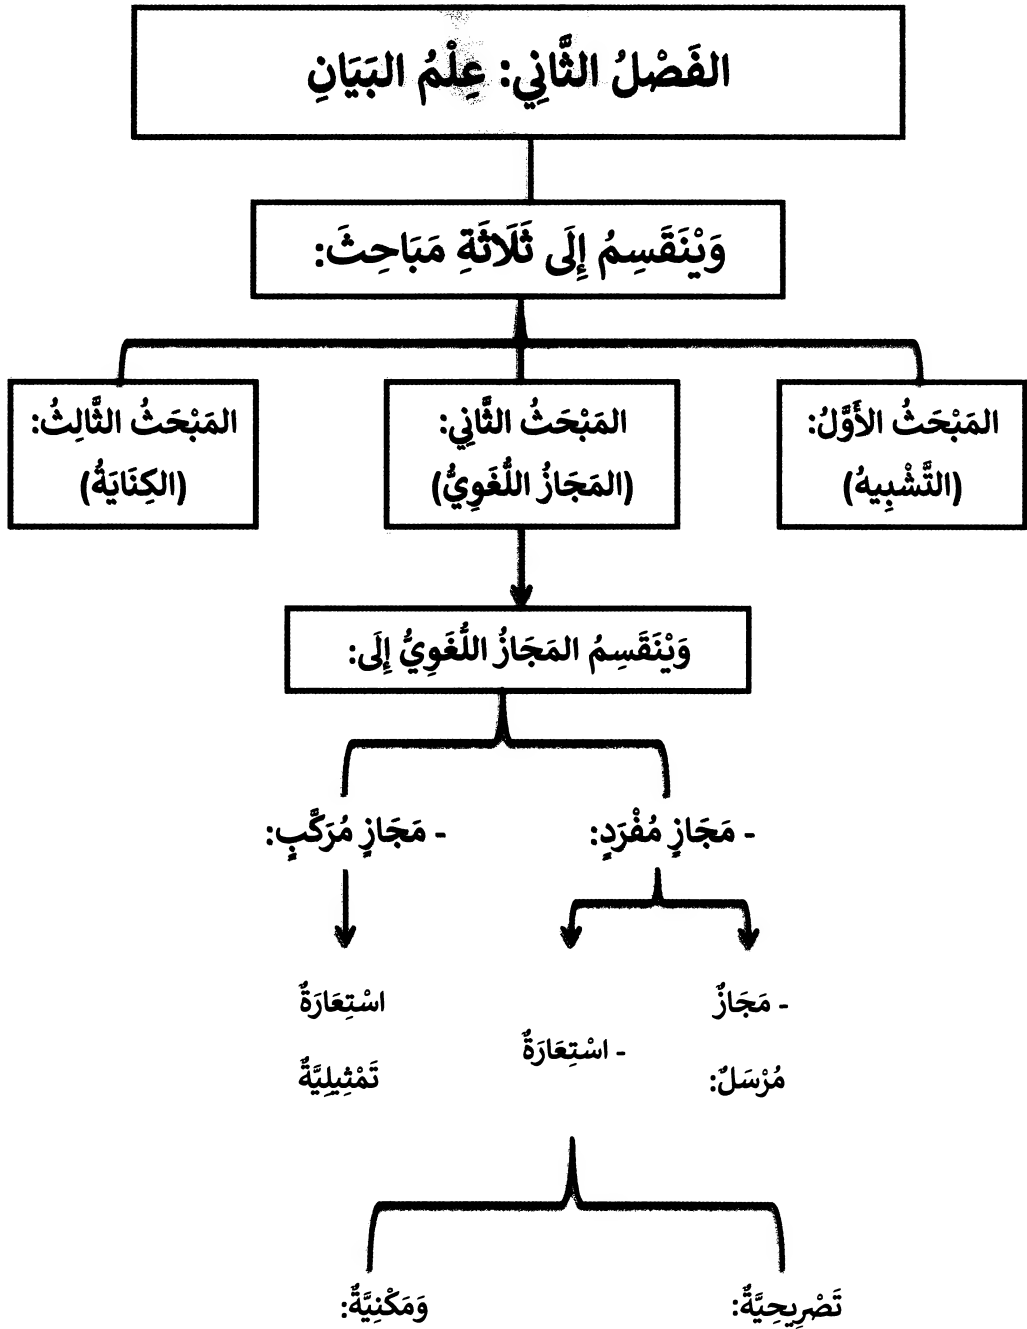 الفَصْلُ الثَّانِي: عِلْمُ البَيَانِ
وَيْنَقَسِمُ إِلَى ثَلَاثَةِ مَبَاحِثَ:
المَبْحَثُ الأَوَّلُ:
(التَّشْبِيهُ)
المَبْحَثُ الثَّانِي:
(المَجَازُ اللُّغَوِيُّ)
المَبْحَثُ الثَّالِثُ:
(الكِنَايَةُ)
وَيْنَقَسِمُ المَجَازُ اللُّغَوِيُّ إِلَى:
- مَجَازٍ مُفْرَدٍ:
- مَجَازٍ مُرَكَّبٍ:
- مَجَازٌ
مُرْسَلٌ:
- اسْتِعَارَةٌ
اسْتِعَارَةٌ
تَمْثِيلِيَّةٌ
تَصْرِيحِيَّةٌ:
وَمَكْنِيَّةٌ: